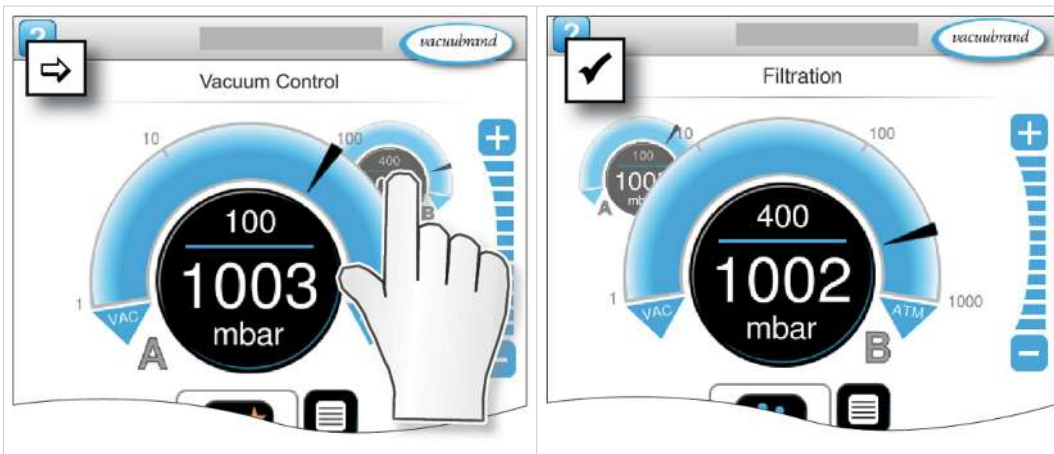 ?
vacuubrand
Vacuum Control
10
100
400
B
100
1003
mbar
1
VAC
A
?
vacuubrand
Filtration
10
100
100
A
400
1002
mbar
1
VAC
1000
ATM
B